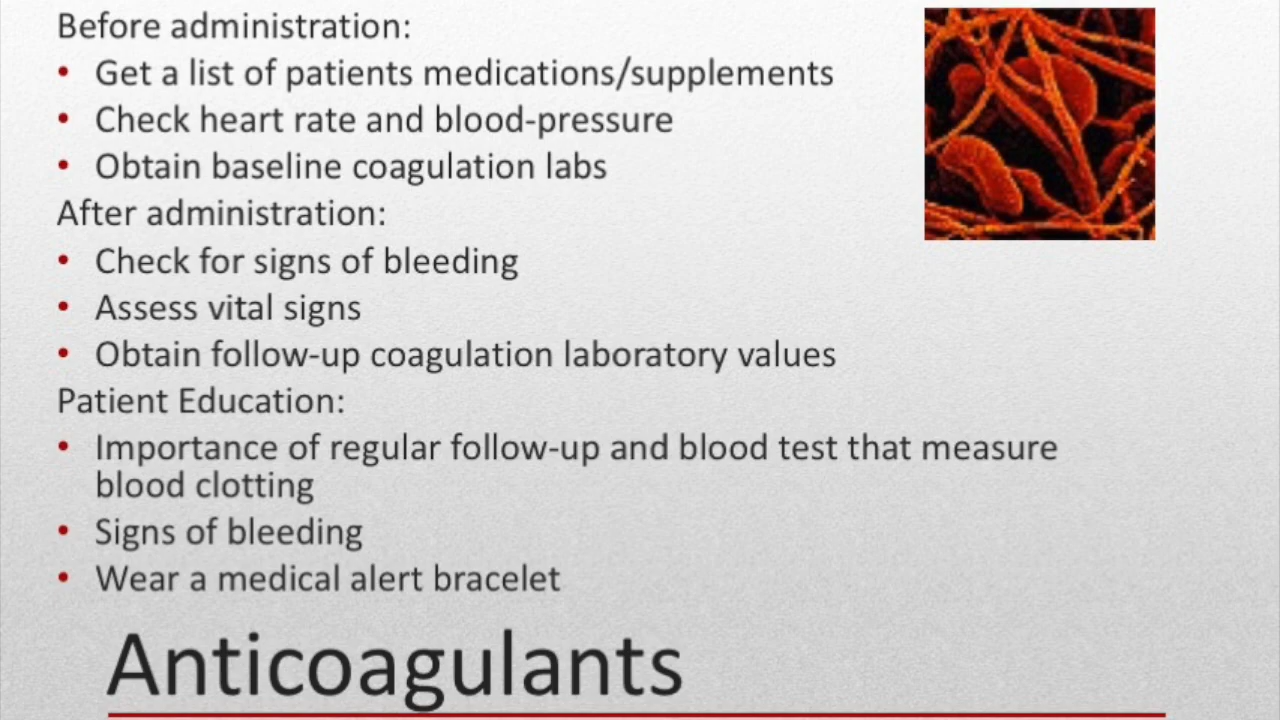 Before administration:
• Get a list of patients medications/supplements
• Check heart rate and blood-pressure
• Obtain baseline coagulation labs
After administration:
• Check for signs of bleeding
• Assess vital signs
• Obtain follow-up coagulation laboratory values
Patient Education:
• Importance of regular follow-up and blood test that measure
blood clotting
• Signs of bleeding
• Wear a medical alert bracelet
Anticoagulants